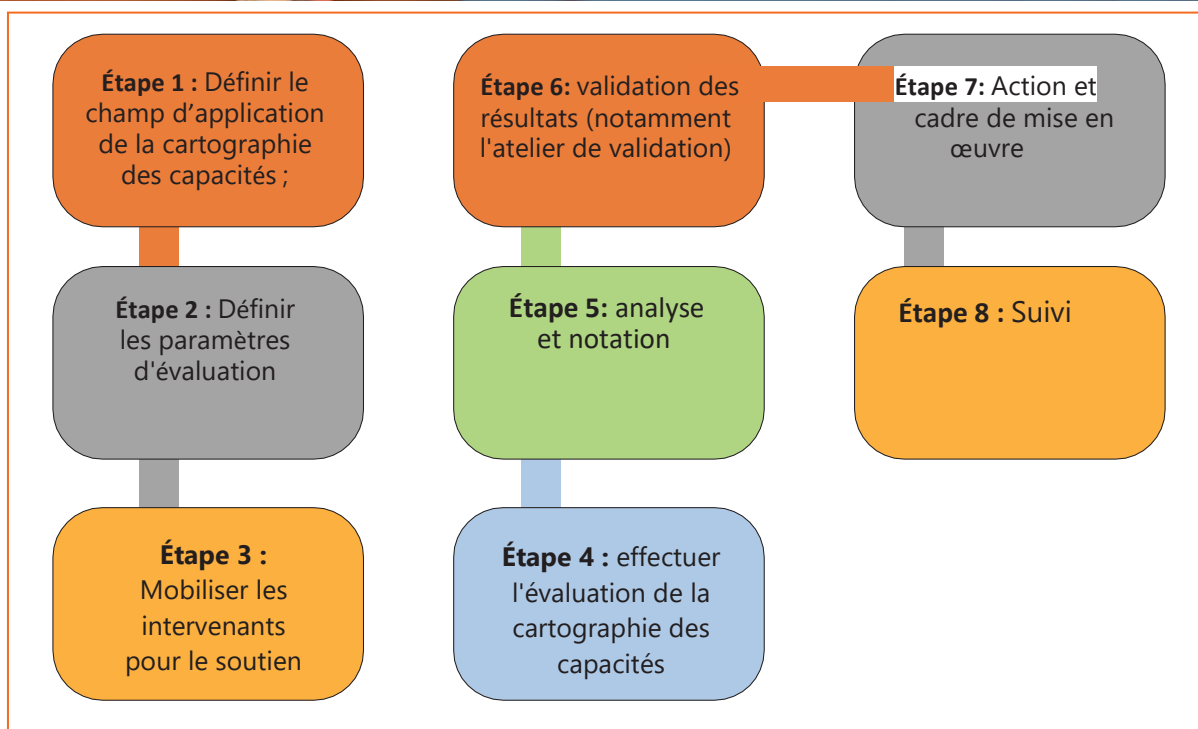 Étape 1 : Définir le
champ d’application
de la cartographie
des capacités ;
Étape 2 : Définir
les paramètres
d'évaluation
Étape 3 :
Mobiliser les
intervenants
pour le soutien
Étape 4 : effectuer
l'évaluation de la
cartographie des
capacités
Étape 5: analyse
et notation
Étape 6: validation des
résultats (notamment
l'atelier de validation)
Étape 7: Action et
cadre de mise en
œuvre
Étape 8 : Suivi